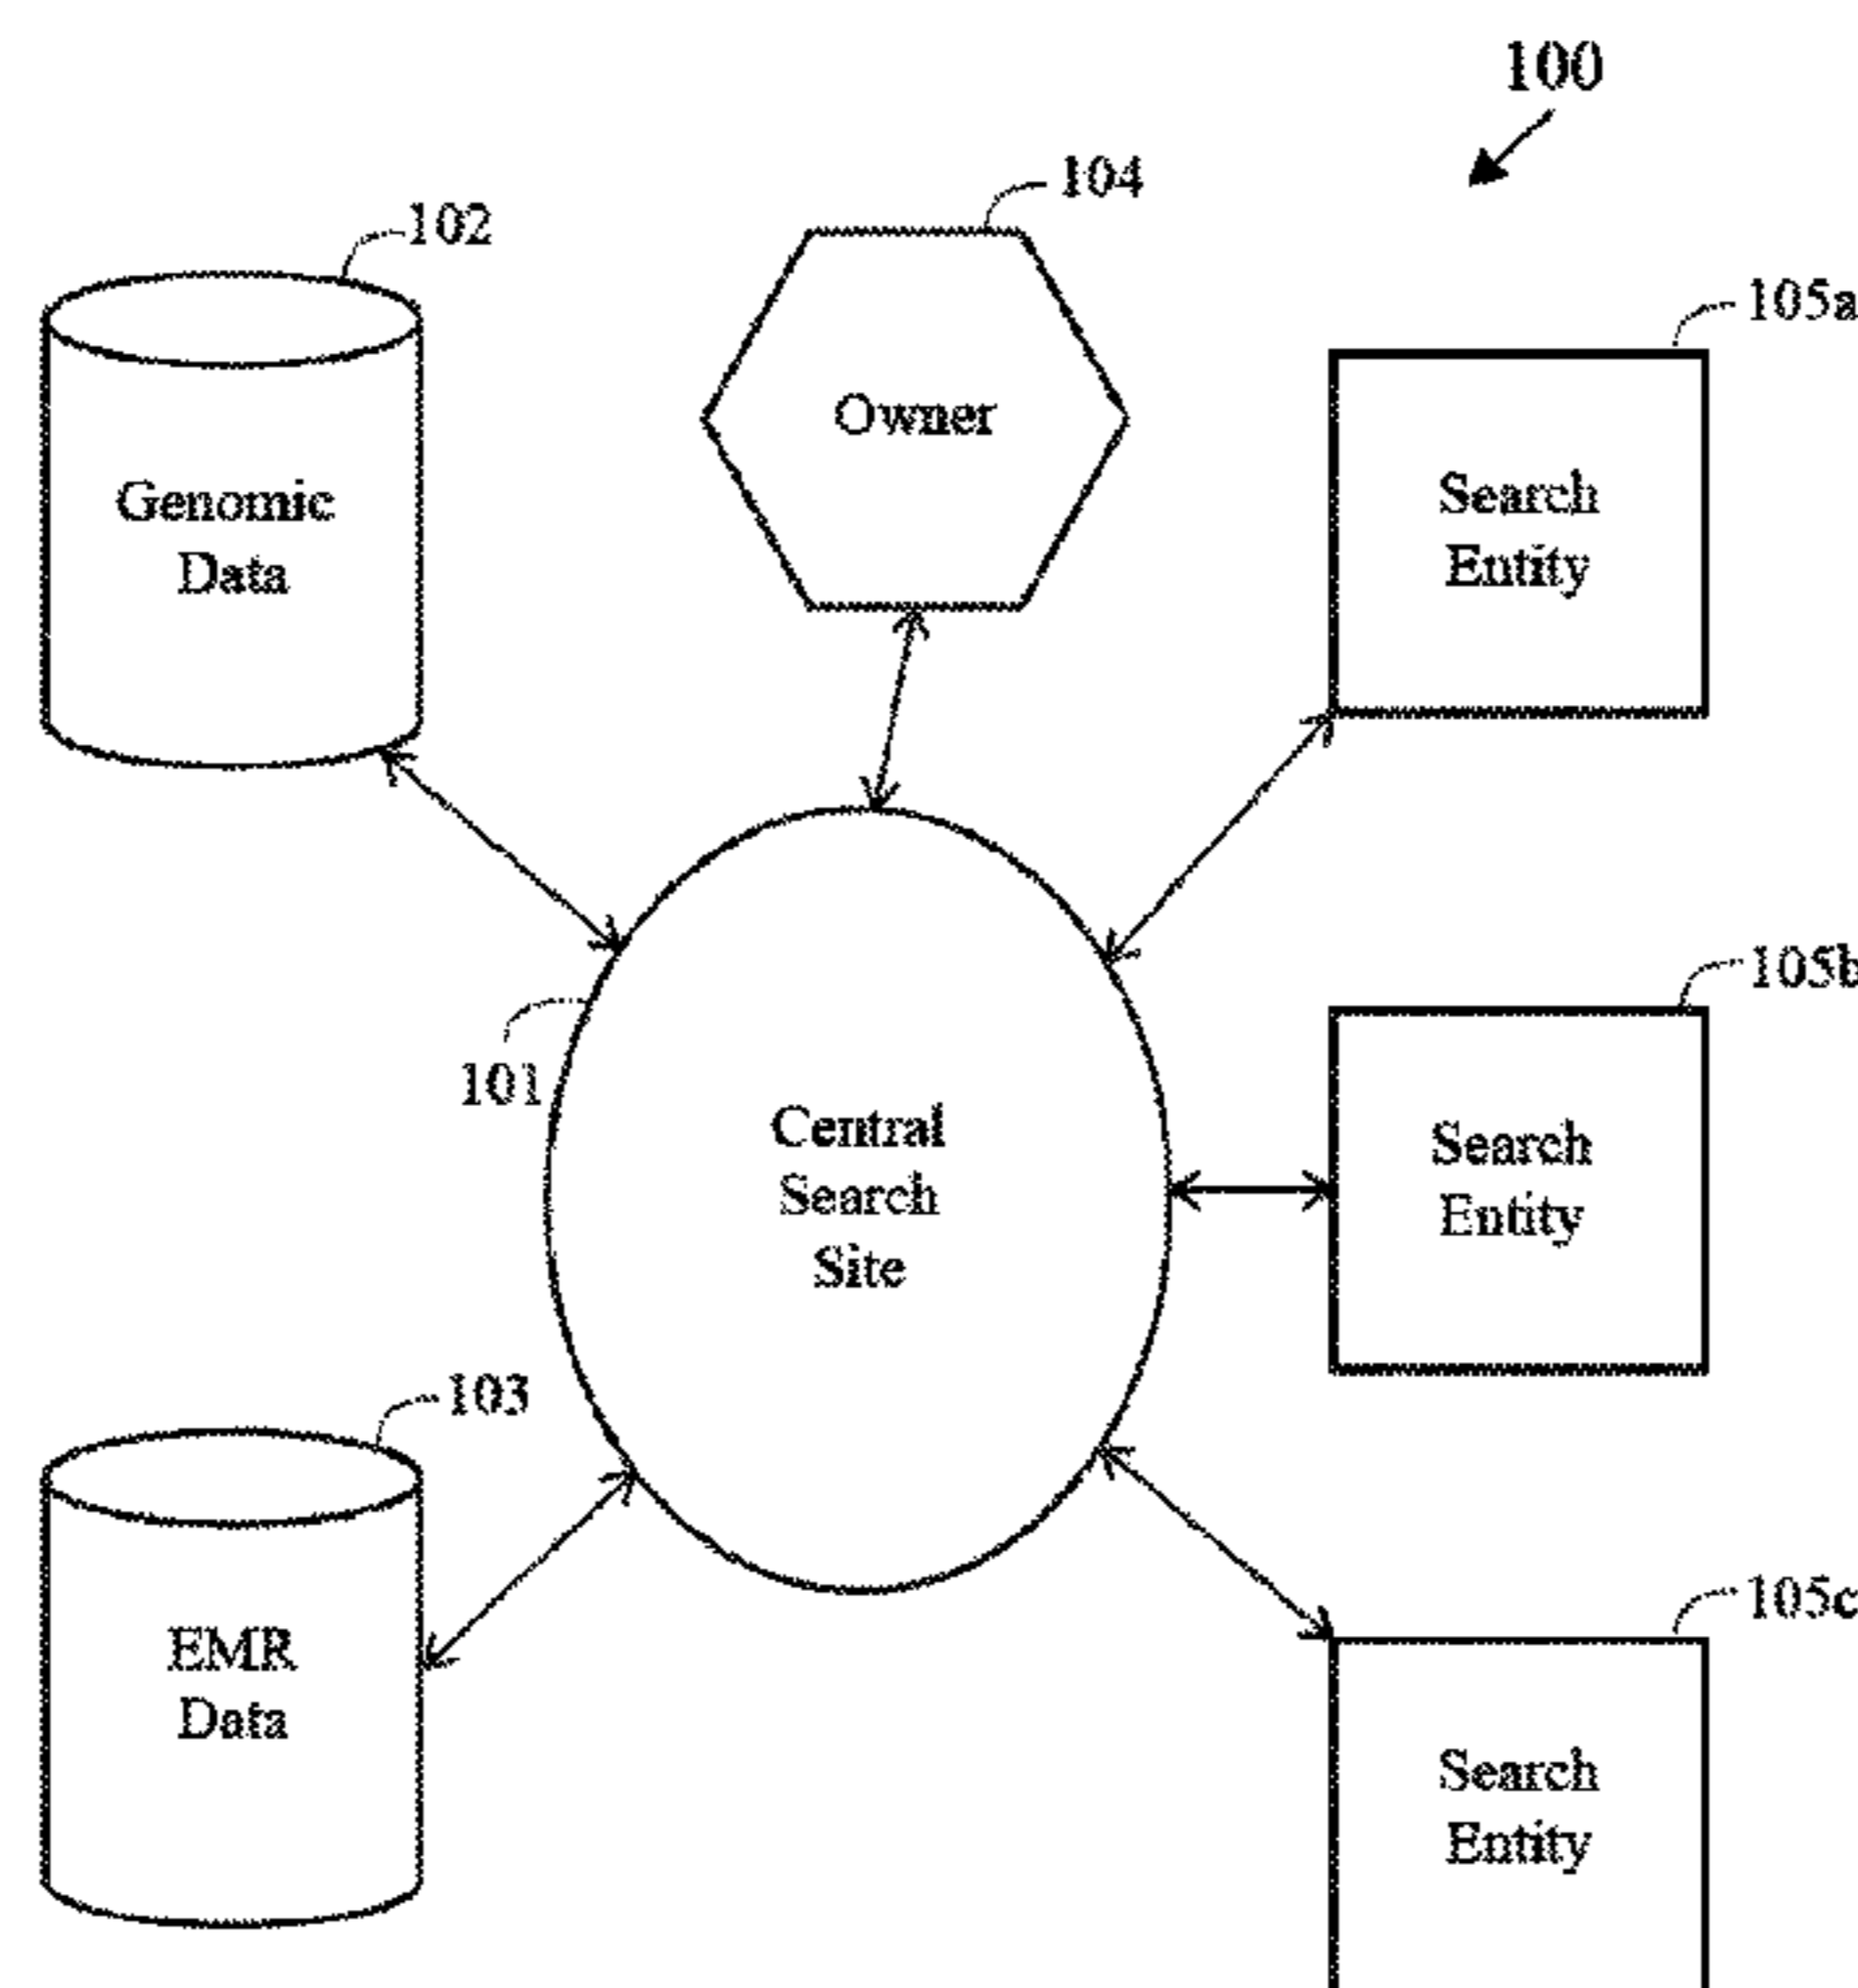 100
104
102
105a
Owner
Genomic
Data
Search
Entity
105b
101
Central
Search
Site
Search
Entity
103
105c
EMR
Data
Search
Entity